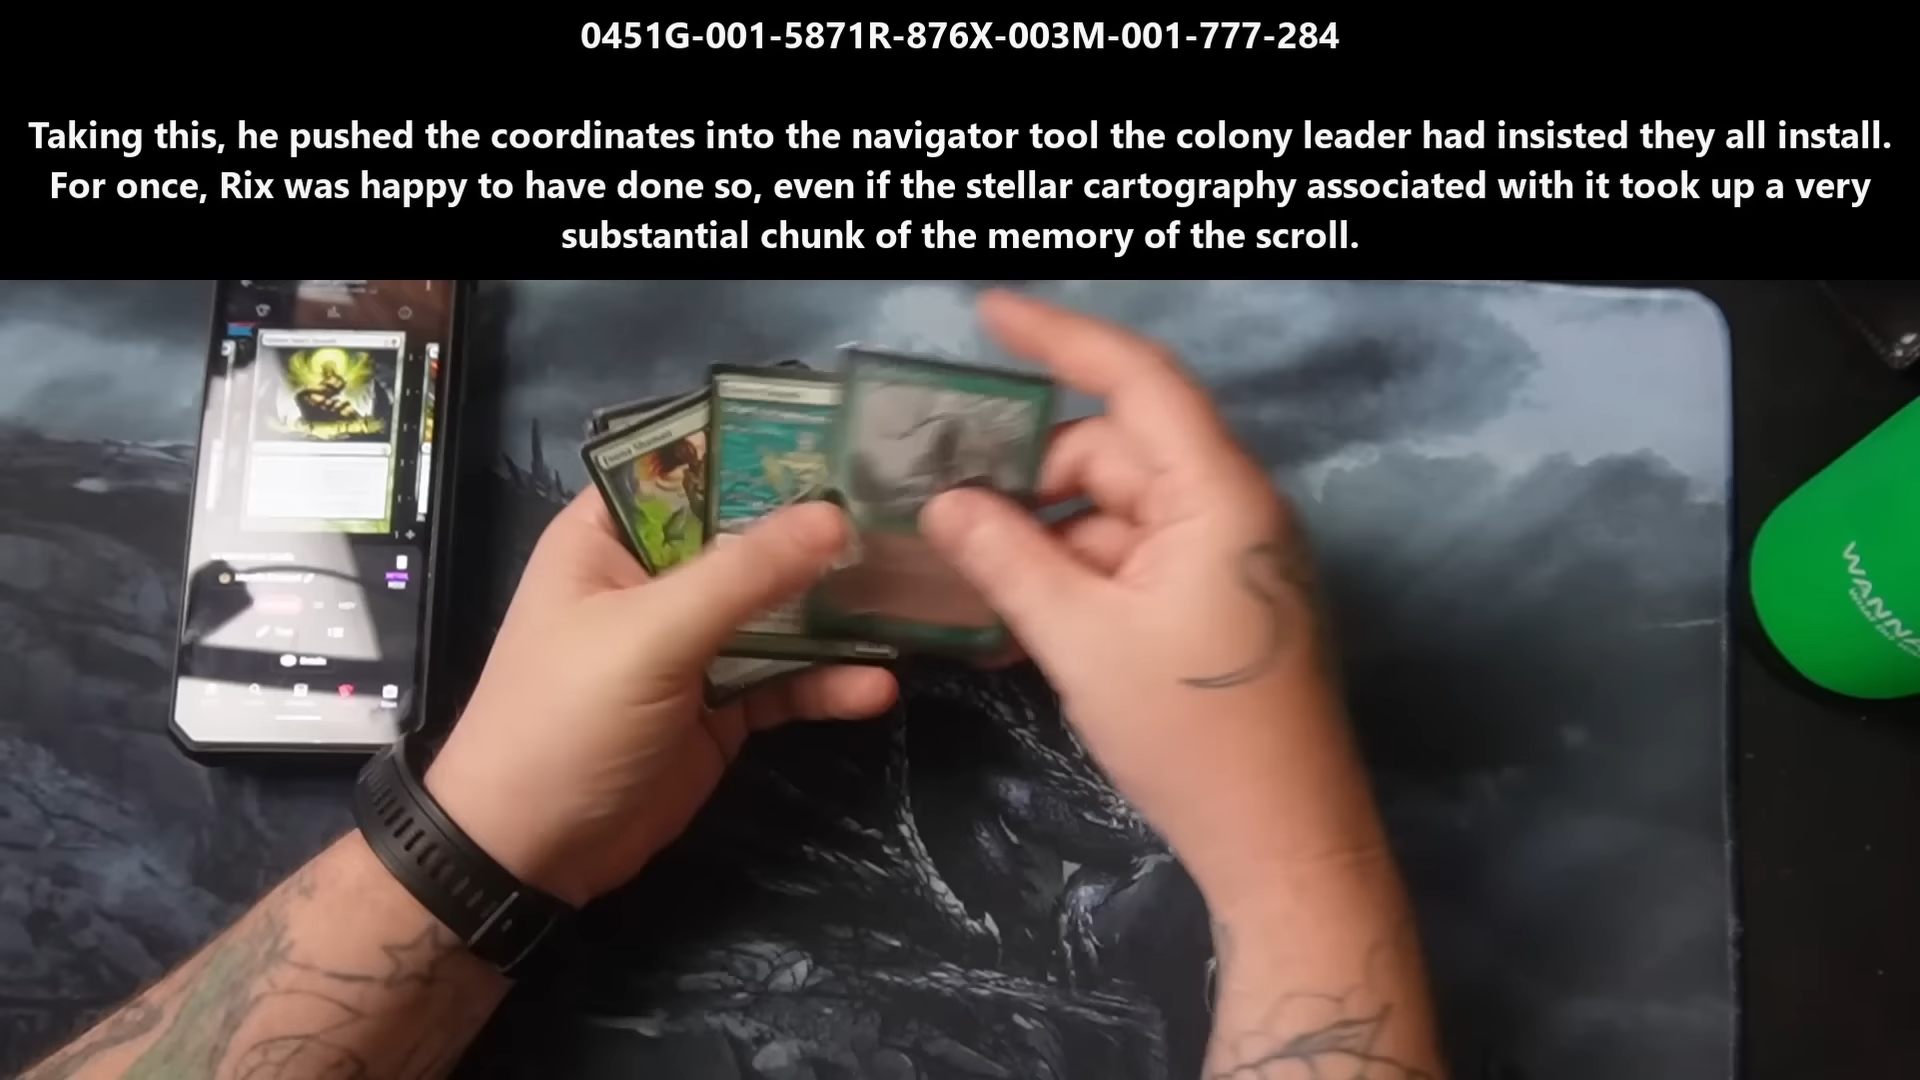 0451G-001-5871R-876X-003M-001-777-284
Taking this, he pushed the coordinates into the navigator tool the colony leader had insisted they all install.
For once, Rix was happy to have done so, even if the stellar cartography associated with it took up a very
substantial chunk of the memory of the scroll.
Fauna Shaman
WANNA